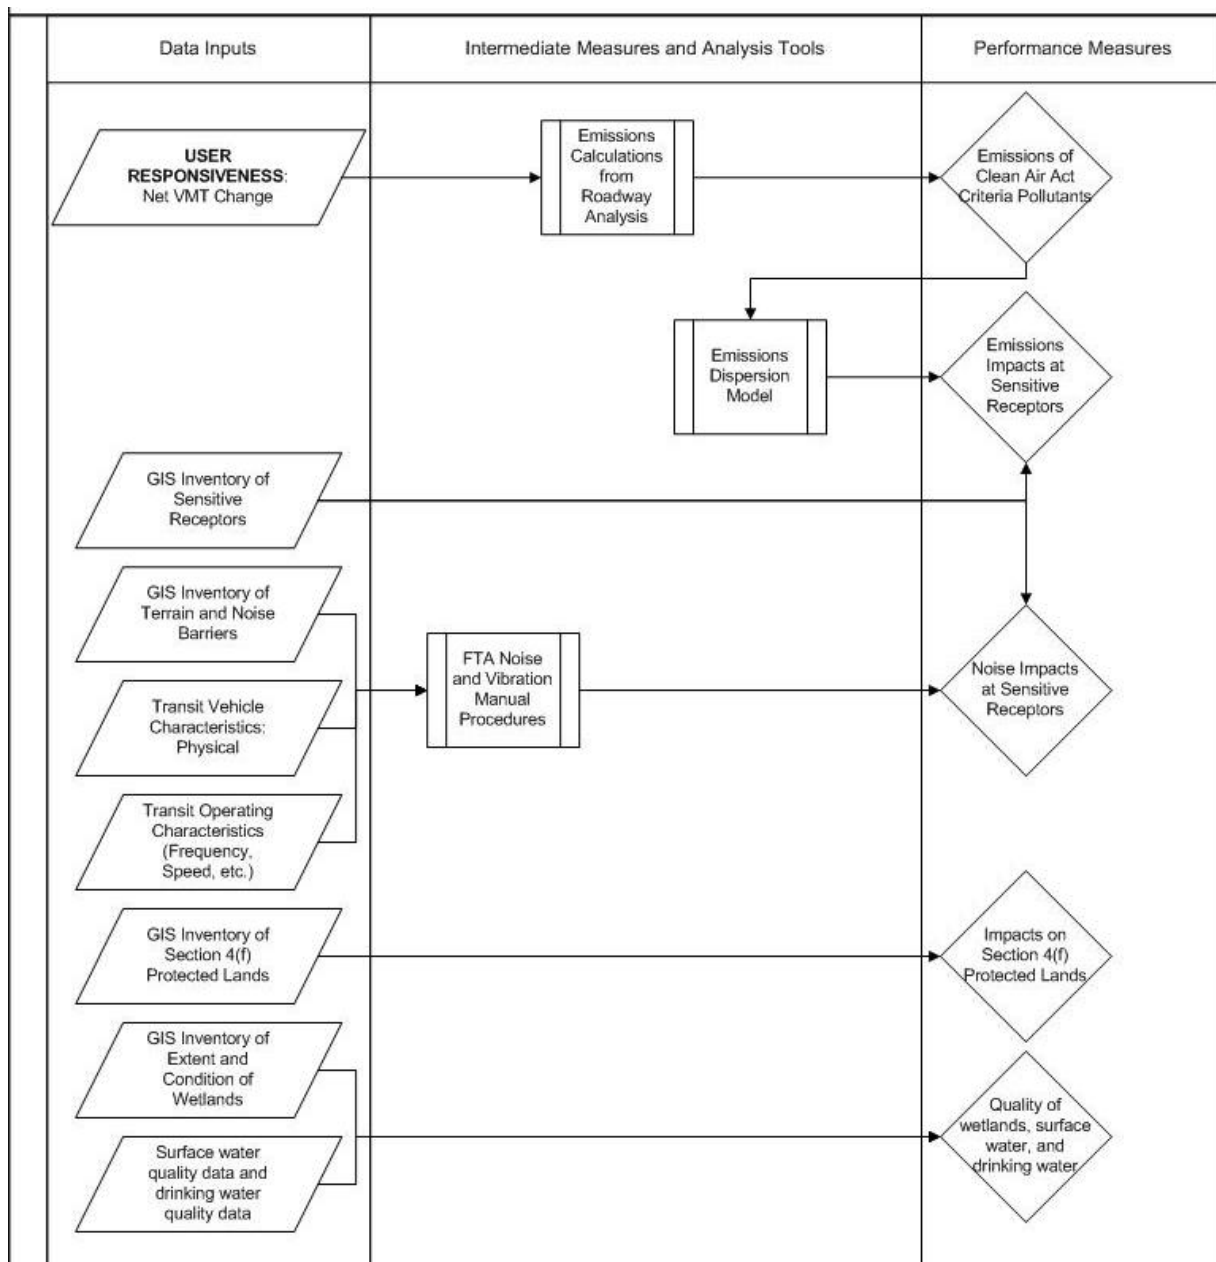 Data Inputs
Intermediate Measures and Analysis Tools
Performance Measures
USER
RESPONSIVENESS:
Net VMT Change
Emissions
Calculations
from
Roadway
Analysis
Emissions of
Clean Air Act
Criteria Pollutants
Emissions
Dispersion
Model
Emissions
Impacts at
Sensitive
Receptors
GIS Inventory of
Sensitive
Receptors
GIS Inventory of
Terrain and Noise
Barriers
Transit Vehicle
Characteristics:
Physical
Transit Operating
Characteristics
(Frequency,
Speed, etc.)
FTA Noise
and Vibration
Manual
Procedures
Noise Impacts
at Sensitive
Receptors
GIS Inventory of
Section 4(f)
Protected Lands
Impacts on
Section 4(f)
Protected Lands
GIS Inventory of
Extent and
Condition of
Wetlands
Surface water
quality data and
drinking water
quality data
Quality of
wetlands, surface
water, and
drinking water